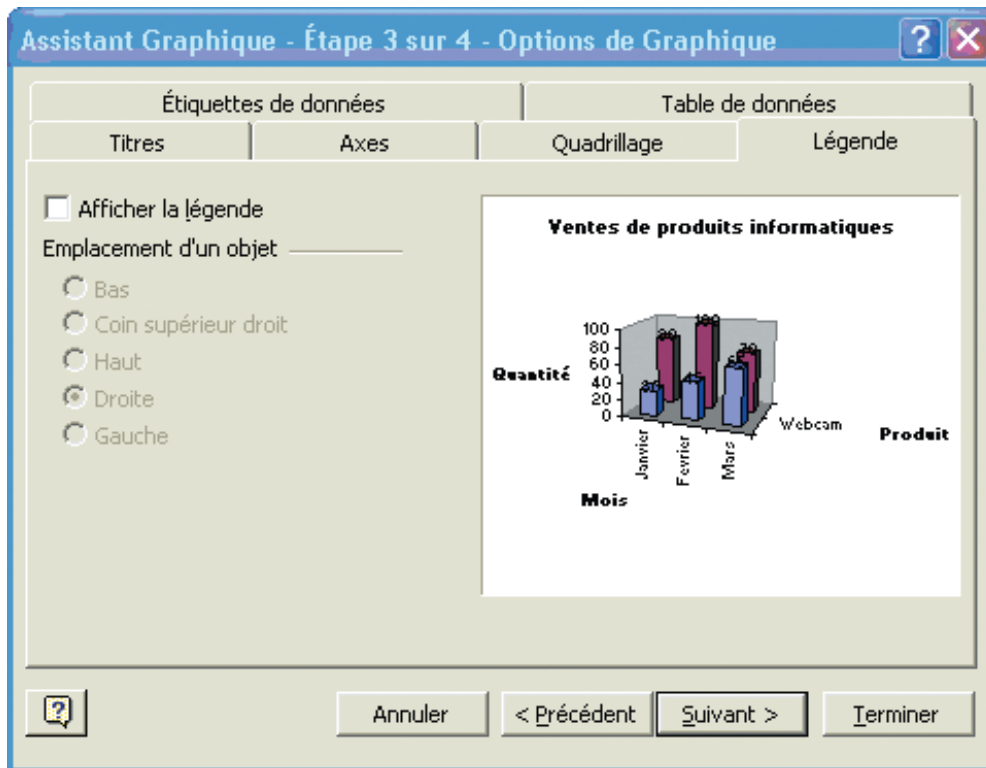 Assistant Graphique - Étape 3 sur 4 - Options de Graphique
Étiquettes de données
Table de données
Titres
Axes
Quadrillage
Légende
Afficher la légende
Emplacement d'un objet
Bas
Coin supérieur droit
Haut
Droite
Gauche
Ventes de produits informatiques
100
80
60
40
20
0
Quantité
Janvier
Fevrier
Mars
Webcam
Produit
Mois
Annuler
< Précédent
Suivant >
Terminer